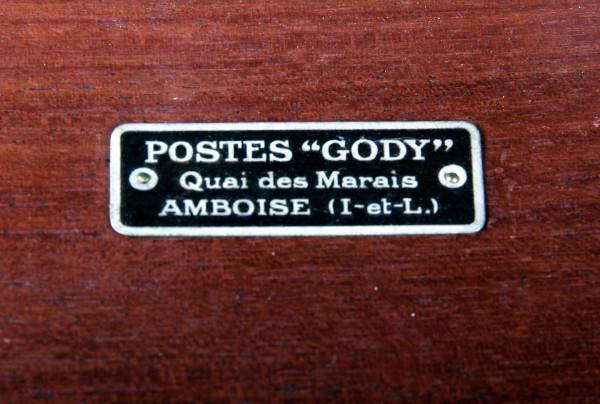 POSTES “GODY”
Quai des Marais
AMBOISE (I-et-L.)